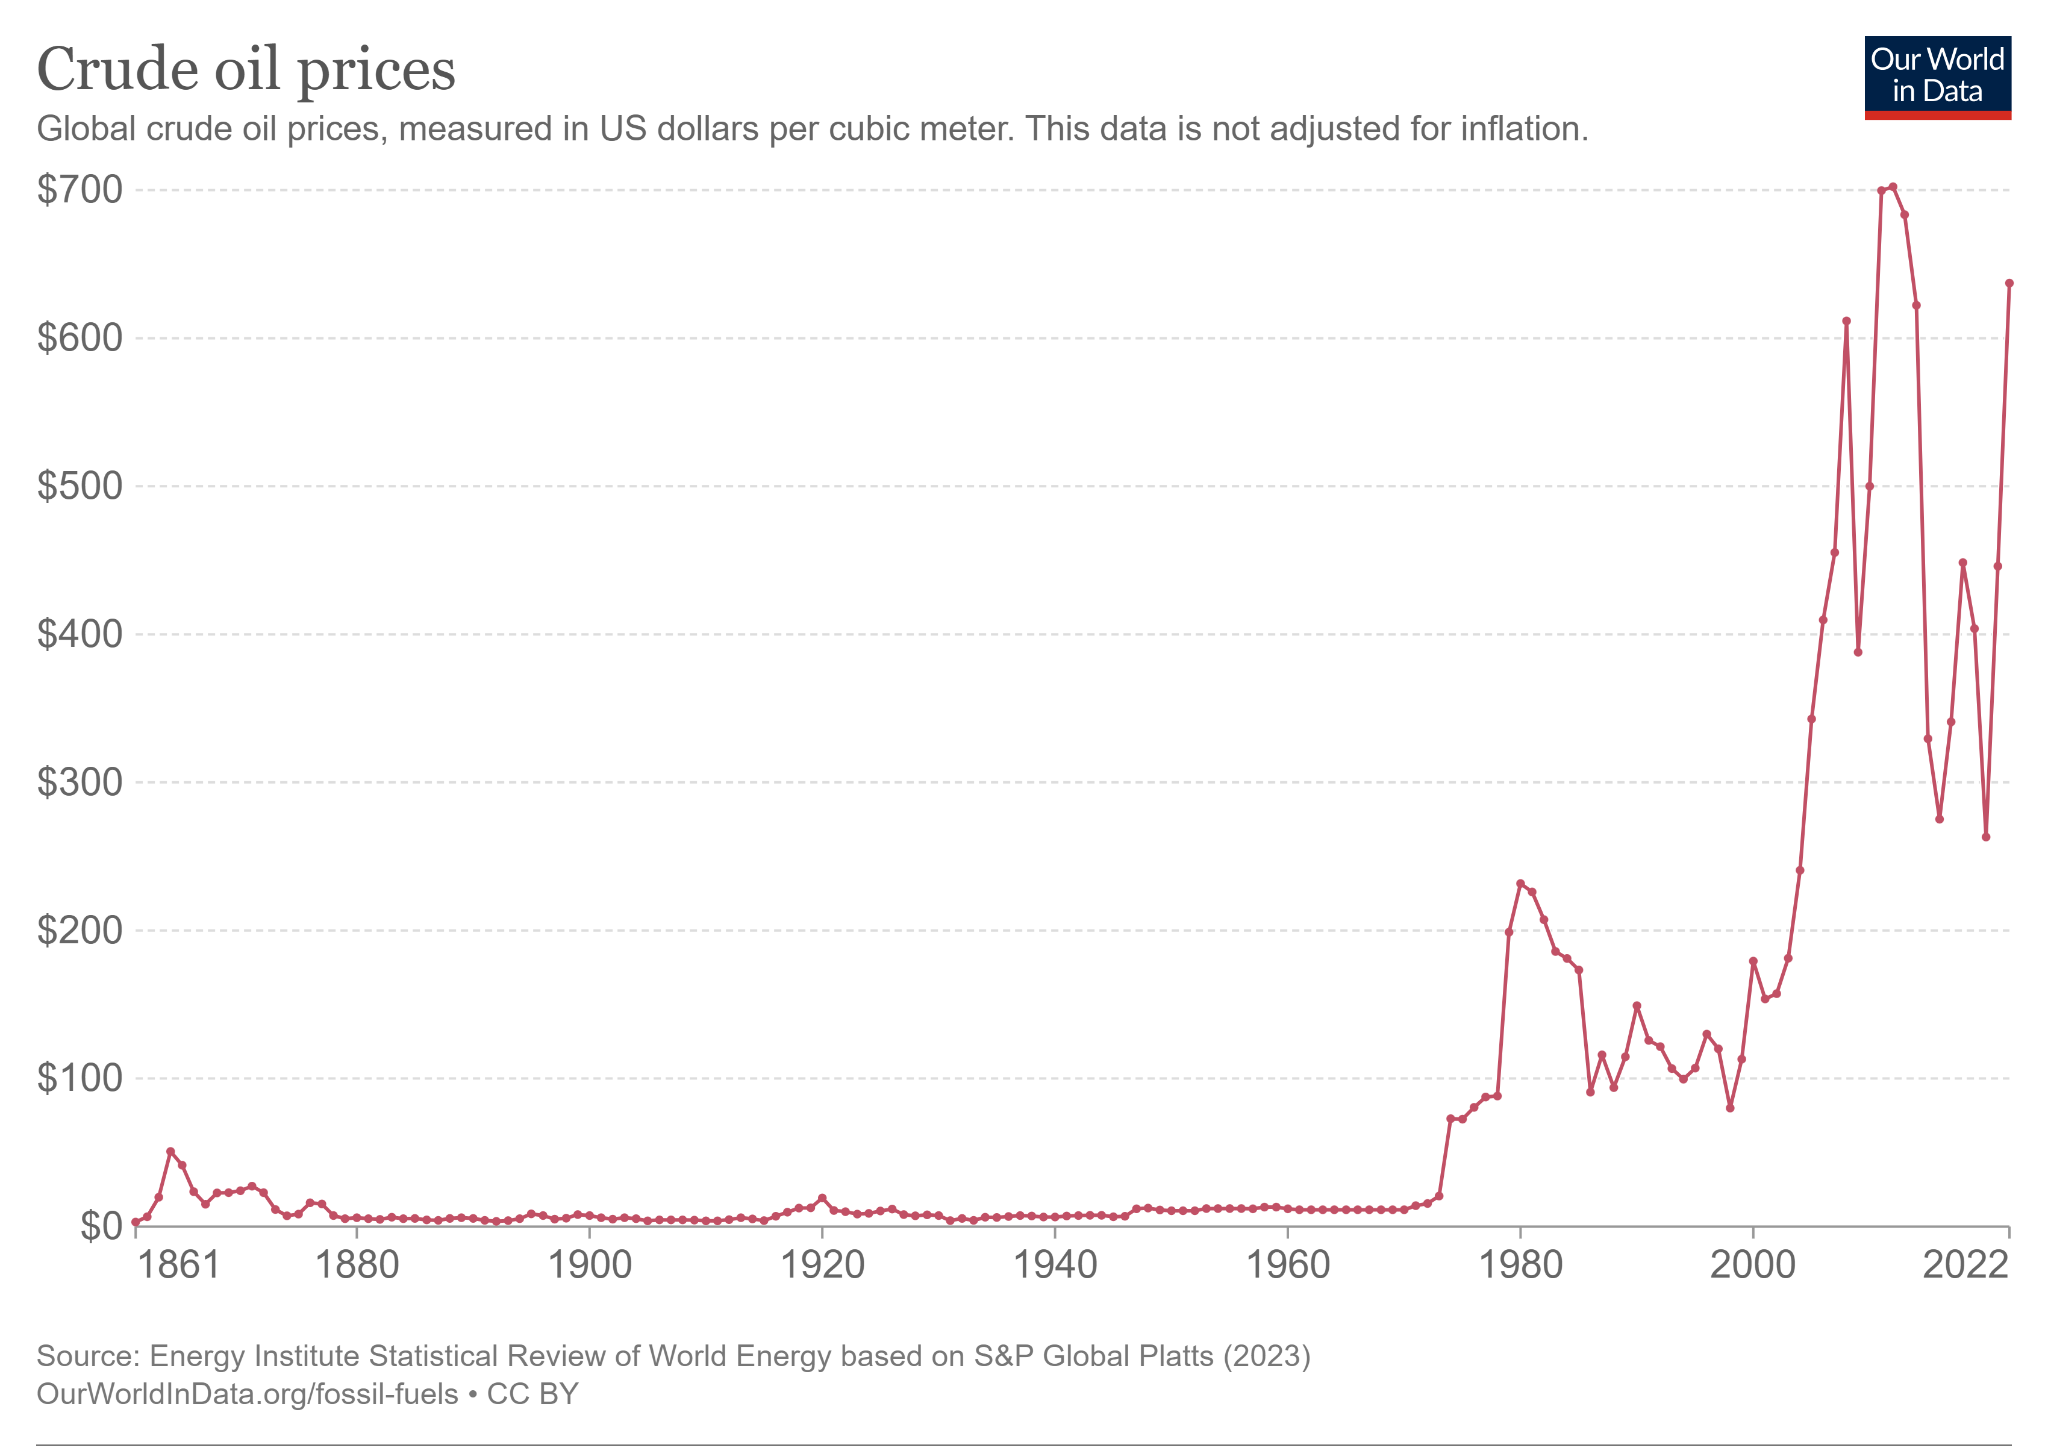 Crude oil prices
Our World
in Data
Global crude oil prices, measured in US dollars per cubic meter. This data is not adjusted for inflation.
$700
$600
$500
$400
$300
$200
$100
$0
1861 1880 1900 1920 1940 1960 1980 2000 2022
Source: Energy Institute Statistical Review of World Energy based on S&P Global Platts (2023)
OurWorldInData.org/fossil-fuels • CC BY